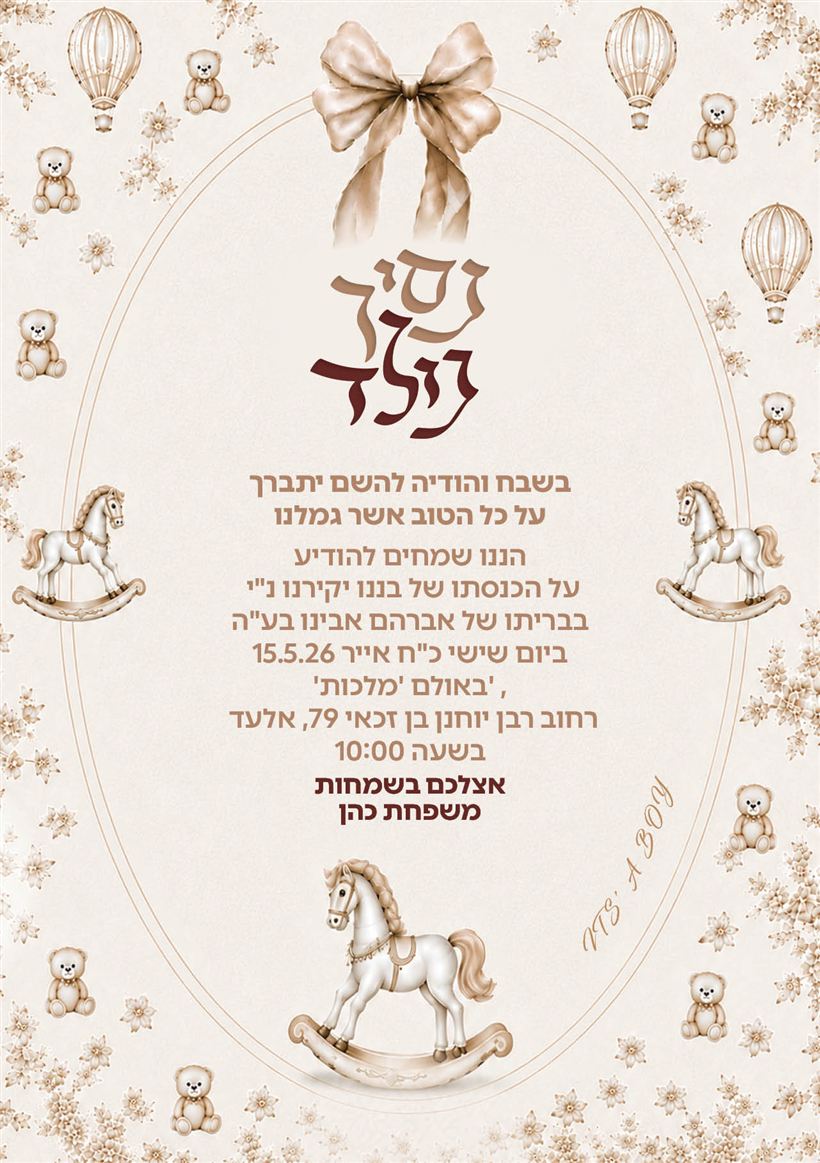 נסיך
נולד
בשבח והודיה להשם יתברך
על כל הטוב אשר גמלנו
הננו שמחים להודיע
על הכנסתו של בננו יקירנו נ"י
בבריתו של אברהם אבינו בע"ה
ביום שישי כ"ח אייר 15.5.26
, 'באולם 'מלכות'
רחוב רבן יוחנן בן זכאי 79, אלעד
בשעה 10:00
אצלכם בשמחות
משפחת כהן
ITS' A BOY